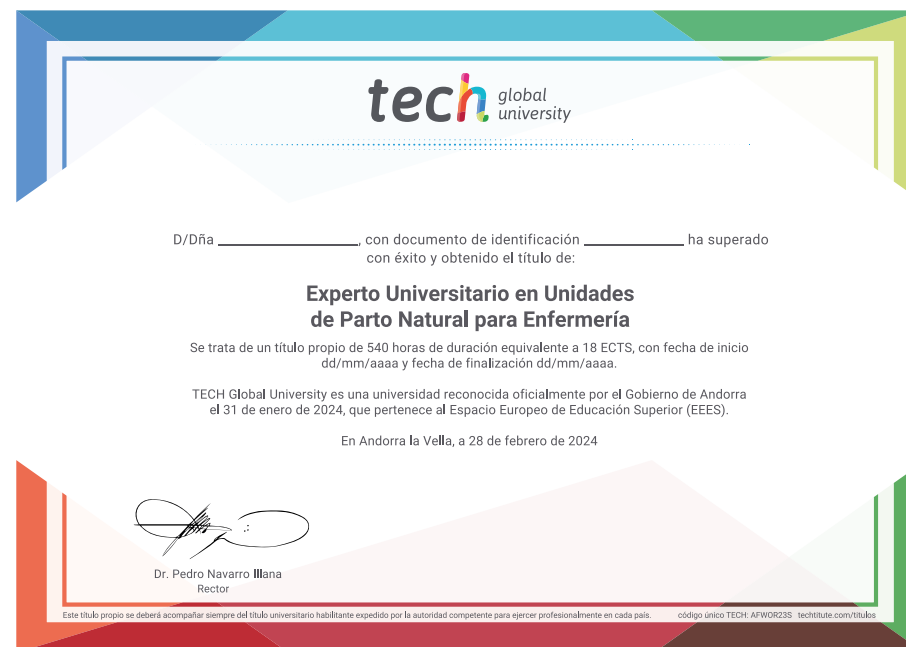 tech global
university
D/Dña ____________________, con documento de identificación ______________ ha superado
con éxito y obtenido el título de:
Experto Universitario en Unidades
de Parto Natural para Enfermería
Se trata de un título propio de 540 horas de duración equivalente a 18 ECTS, con fecha de inicio
dd/mm/aaaa y fecha de finalización dd/mm/aaaa.
TECH Global University es una universidad reconocida oficialmente por el Gobierno de Andorra
el 31 de enero de 2024, que pertenece al Espacio Europeo de Educación Superior (EEES).
En Andorra la Vella, a 28 de febrero de 2024
Dr. Pedro Navarro Illana
Rector
Este título propio se deberá acompañar siempre del título universitario habilitante expedido por la autoridad competente para ejercer profesionalmente en cada país. código único TECH: AFWOR23S techtitute.com/titulos